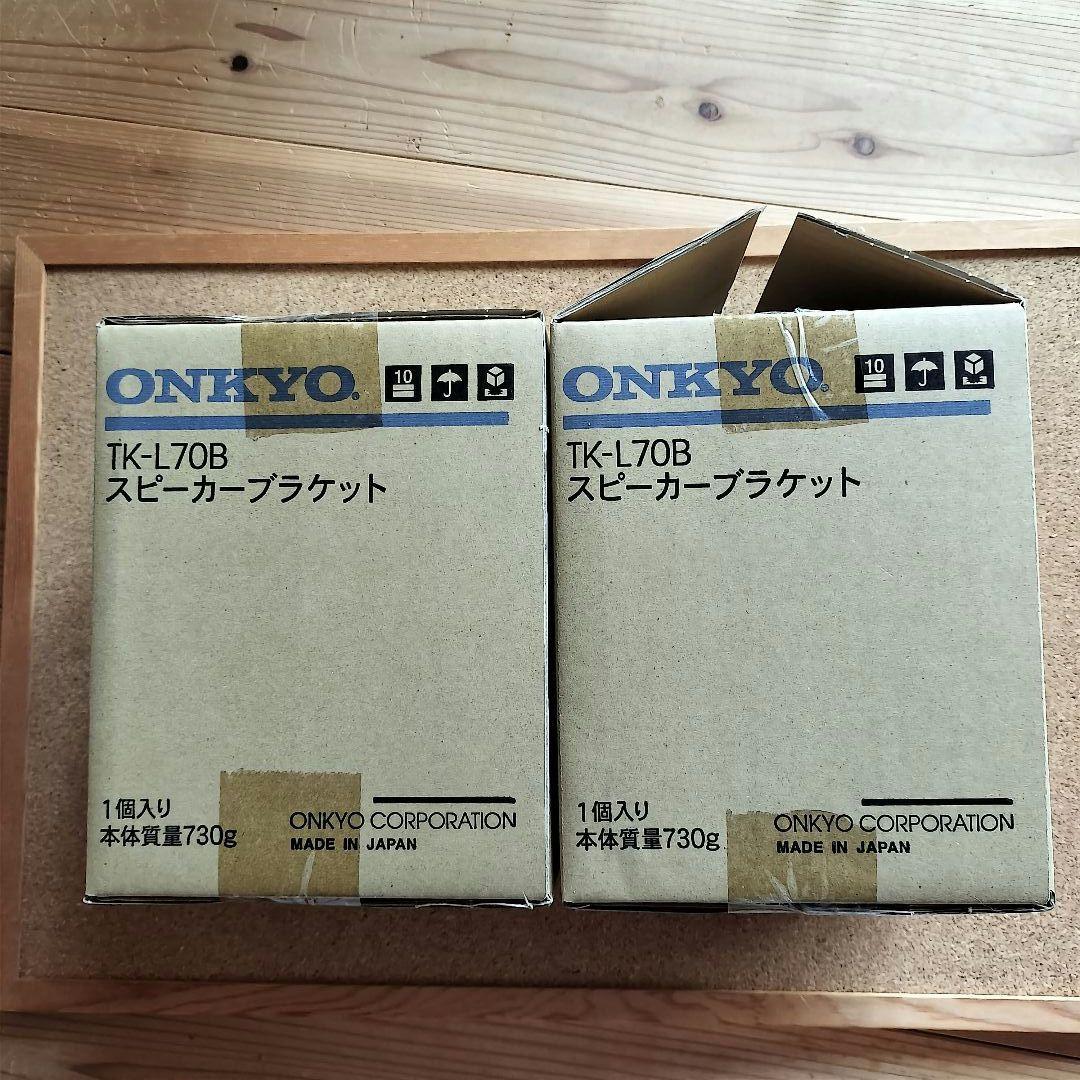 ONKYO®
10
TK-L70B
スピーカーブラケット
1個入り
本体質量730g
ONKYO CORPORATION
MADE IN JAPAN
ONKYO®
10
TK-L70B
スピーカーブラケット
1個入り
本体質量730g
ONKYO CORPORATION
MADE IN JAPAN